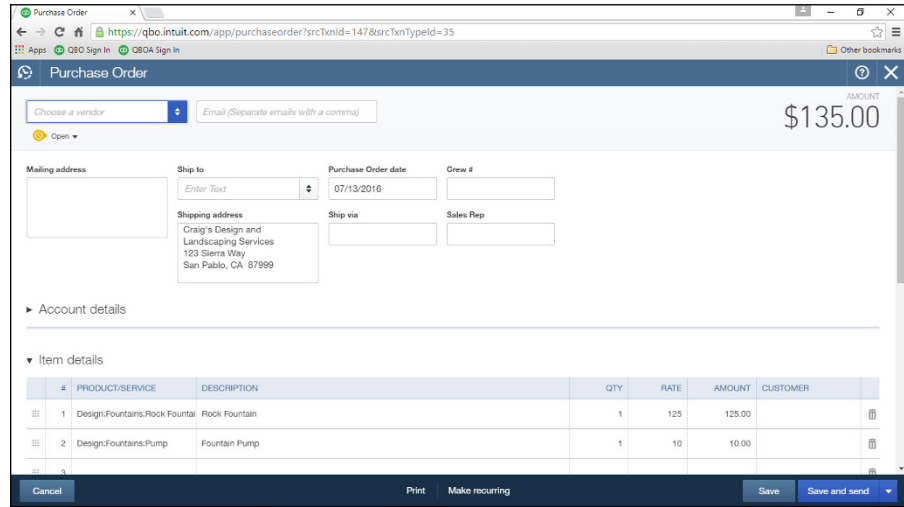 Purchase Order
https://qbo.intuit.com/app/purchaseorder?srcTxnId=147&srcTxnTypeId=35
Apps QBO Sign In QBOA Sign In Other bookmarks
Purchase Order
Choose a vendor Email (Separate emails with a comma) AMOUNT
$135.00
Open
Mailing address Ship to Purchase Order date Crew #
Enter Text 07/13/2016
Shipping address Ship via Sales Rep
Craig's Design and
Landscaping Services
123 Sierra Way
San Pablo, CA 87999
Account details
Item details
# PRODUCT/SERVICE DESCRIPTION QTY RATE AMOUNT CUSTOMER
1 Design:Fountains:Rock Fountai Rock Fountain 1 125 125.00
2 Design:Fountains:Pump Fountain Pump 1 10 10.00
3
Cancel Print Make recurring Save Save and send